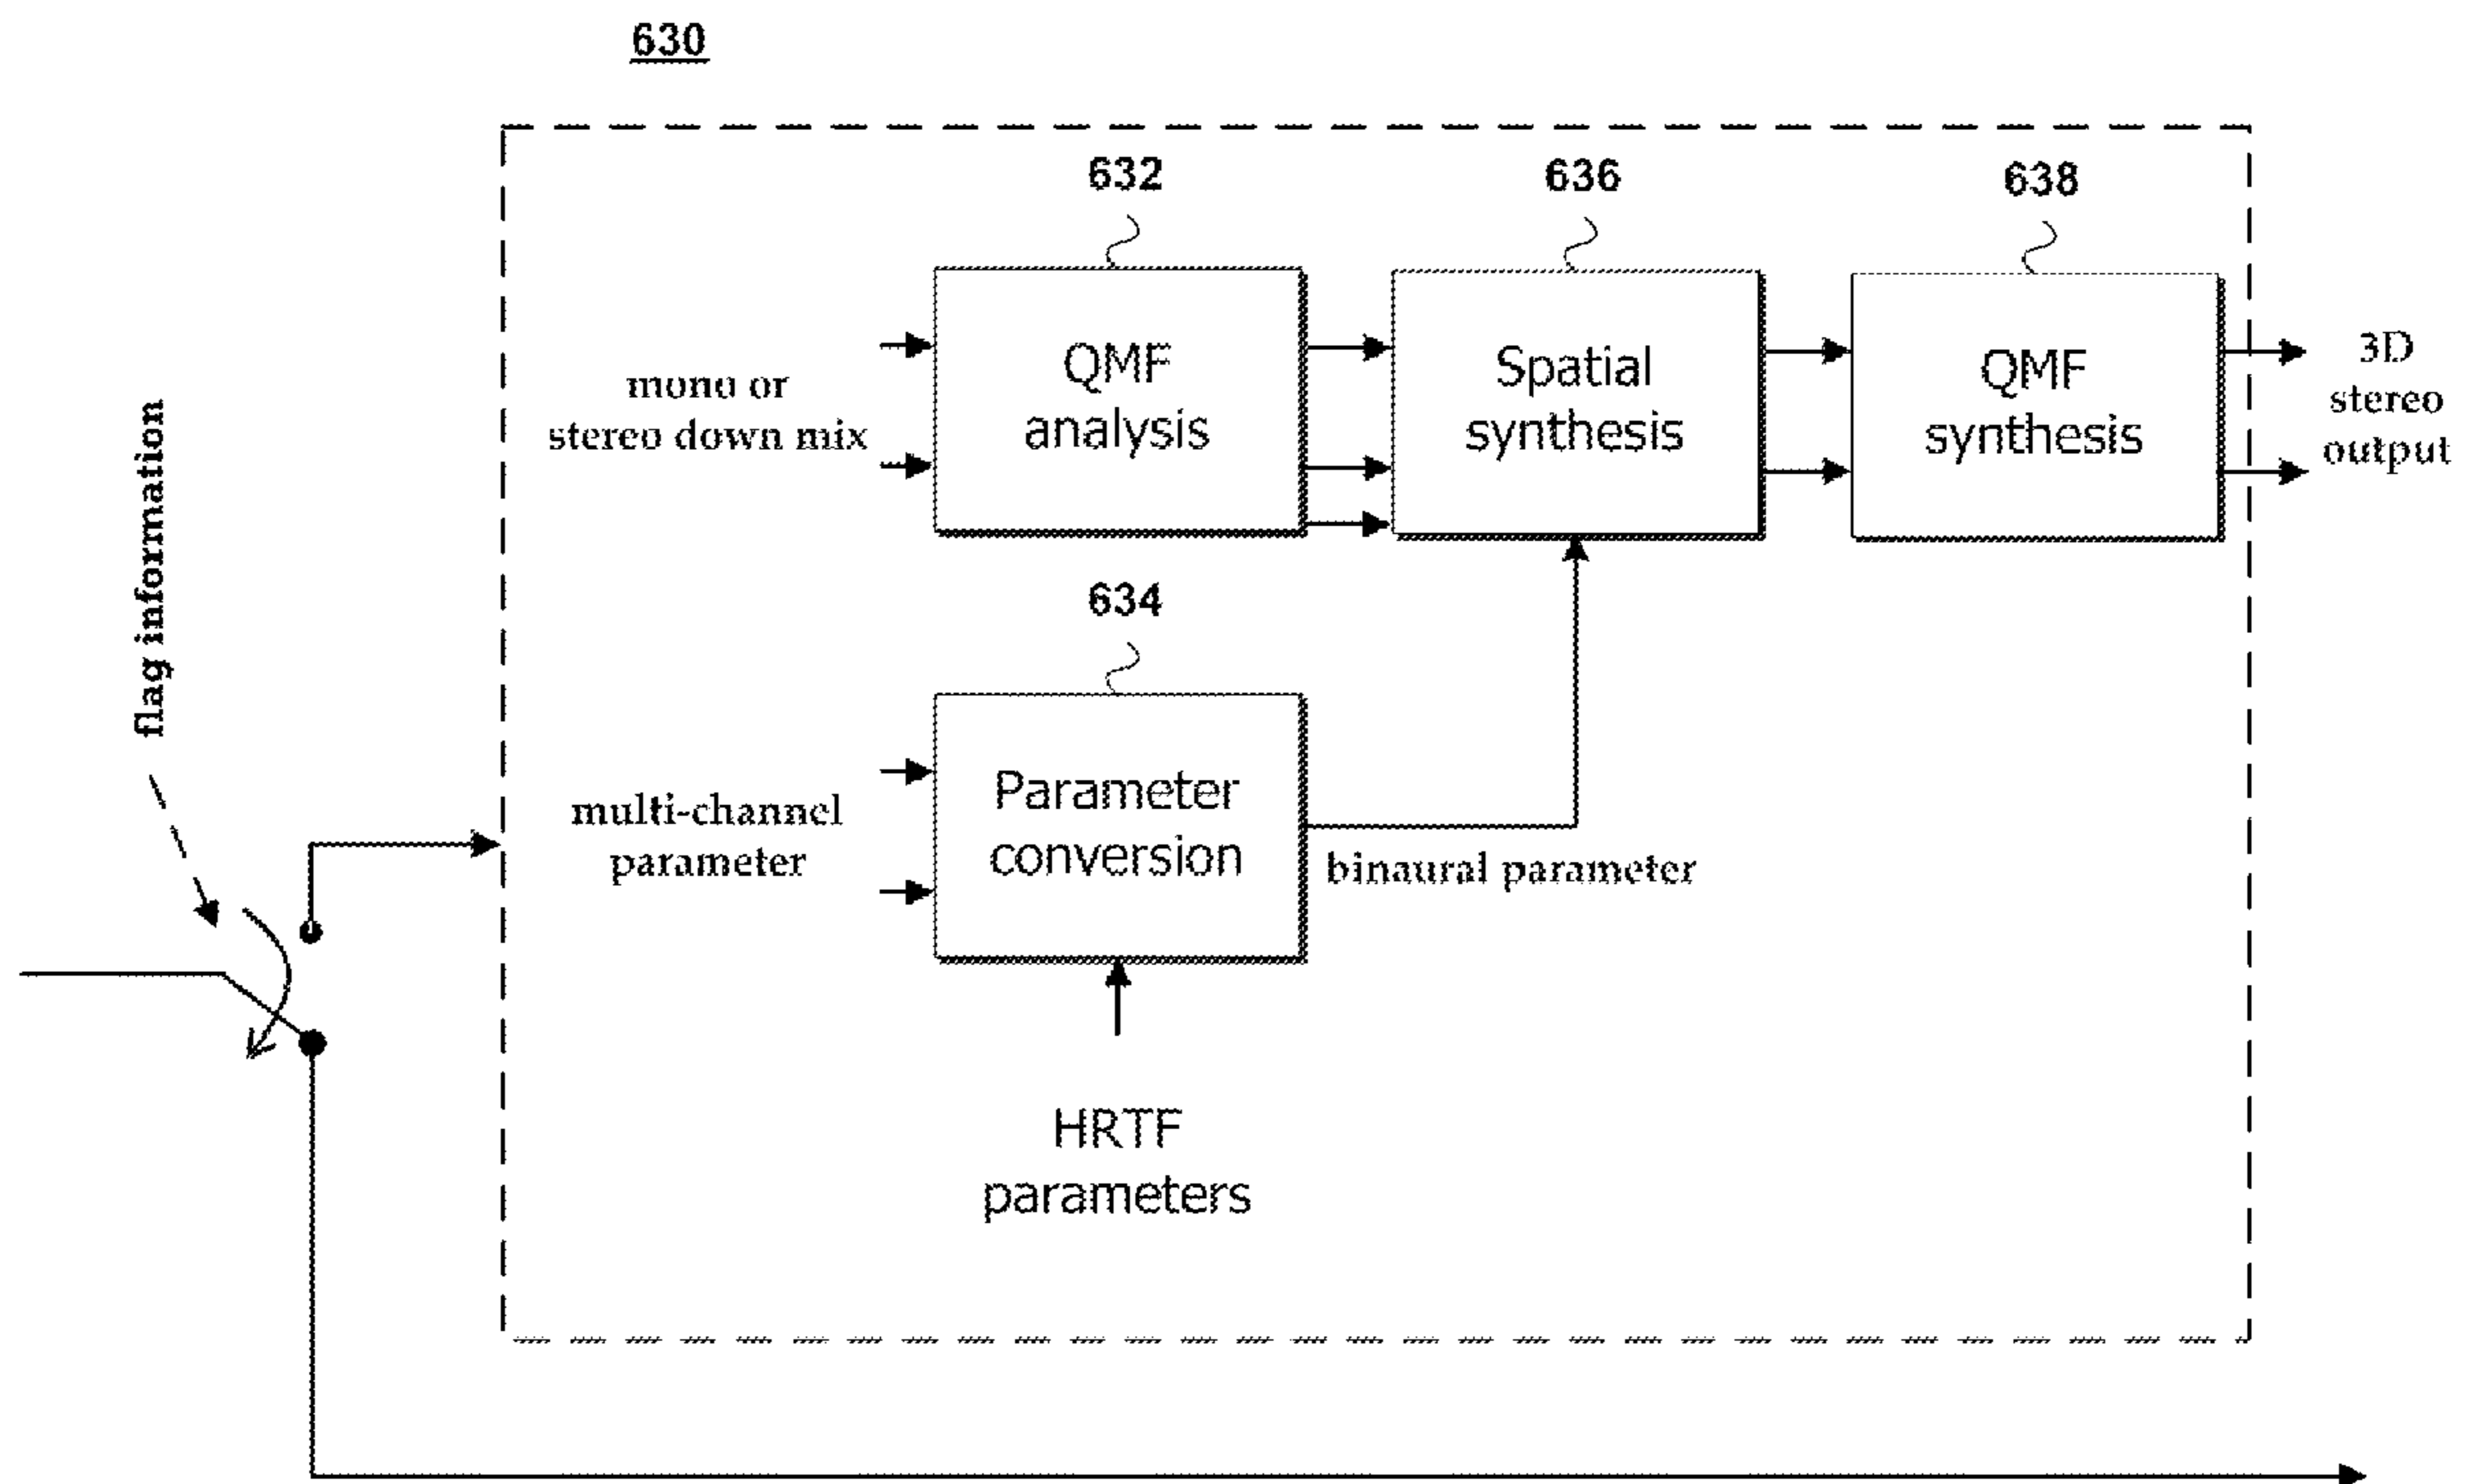 630
632
636
638
QMF
analysis
Spatial
synthesis
QMF
synthesis
mono or
stereo down mix
3D
stereo
output
flag information
634
Parameter
conversion
multi-channel
parameter
binaural parameter
HRTF
parameters